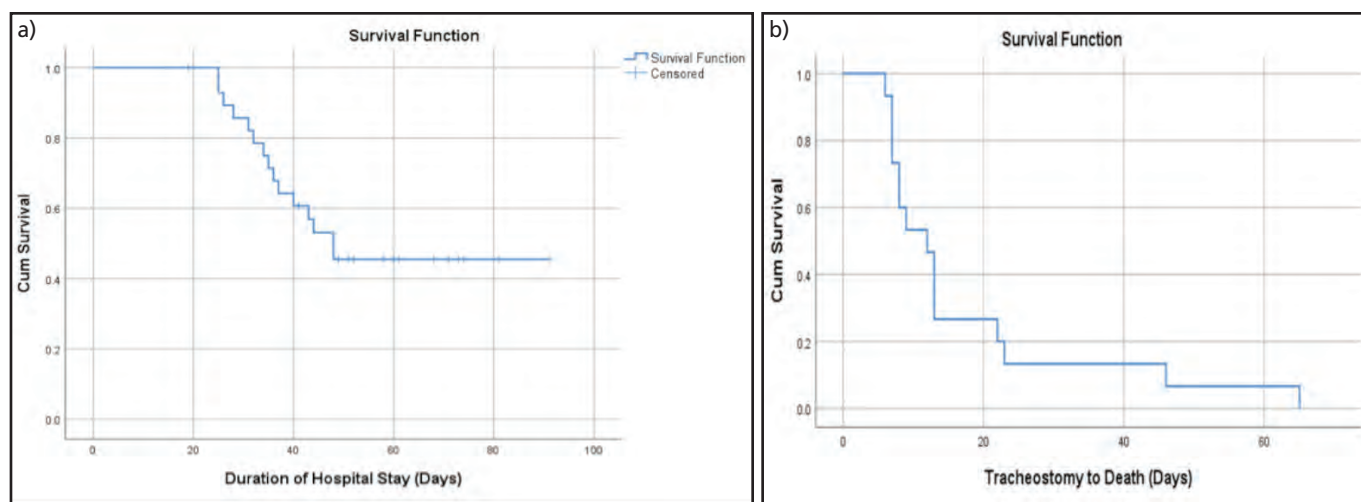 a)
Survival Function
Survival Function
Censored
1.0
0.8
0.6
0.4
0.2
0.0
Cum Survival
0 20 40 60 80 100
Duration of Hospital Stay (Days)
b)
Survival Function
1.0
0.8
0.6
0.4
0.2
0.0
Cum Survival
0 20 40 60
Tracheostomy to Death (Days)